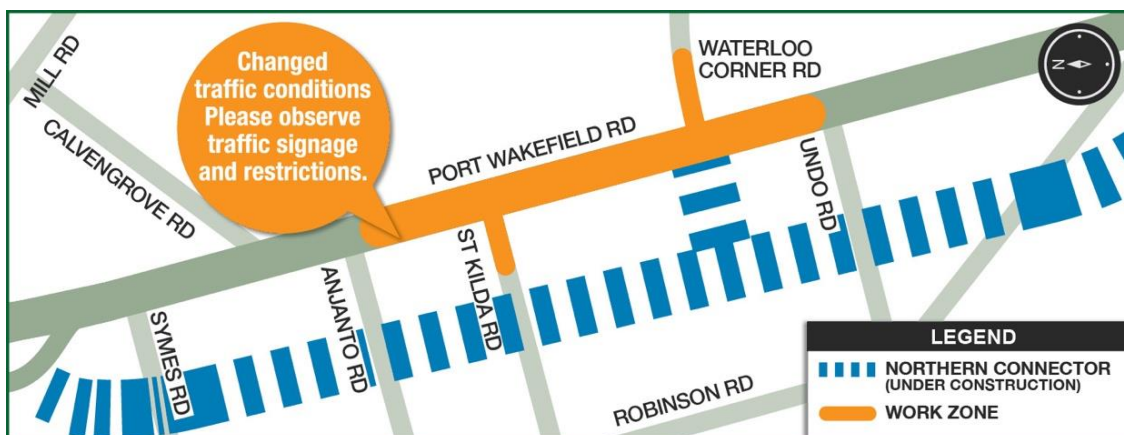 MILL RD
CALVENGROVE RD
Changed
traffic conditions
Please observe
traffic signage
and restrictions.
PORT WAKEFIELD RD
WATERLOO
CORNER RD
N
UNDO RD
ST KILDA RD
ANJANTO RD
SYMES RD
ROBINSON RD
LEGEND
NORTHERN CONNECTOR
(UNDER CONSTRUCTION)
WORK ZONE